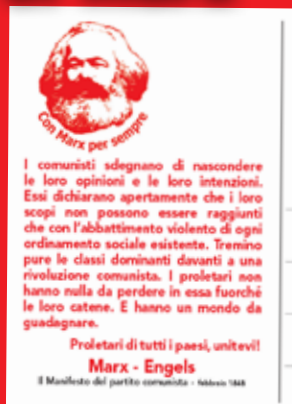 Con Marx per sempre
I comunisti sdegnano di nascondere
le loro opinioni e le loro intenzioni.
Essi dichiarano apertamente che i loro
scopi non possono essere raggiunti
che con l'abbattimento violento di ogni
ordinamento sociale esistente. Tremino
pure le classi dominanti davanti a una
rivoluzione comunista. I proletari non
hanno nulla da perdere in essa fuorché
le loro catene. E hanno un mondo da
guadagnare.
Proletari di tutti i paesi, unitevi!
Marx - Engels
Il Manifesto del partito comunista - febbraio 1848